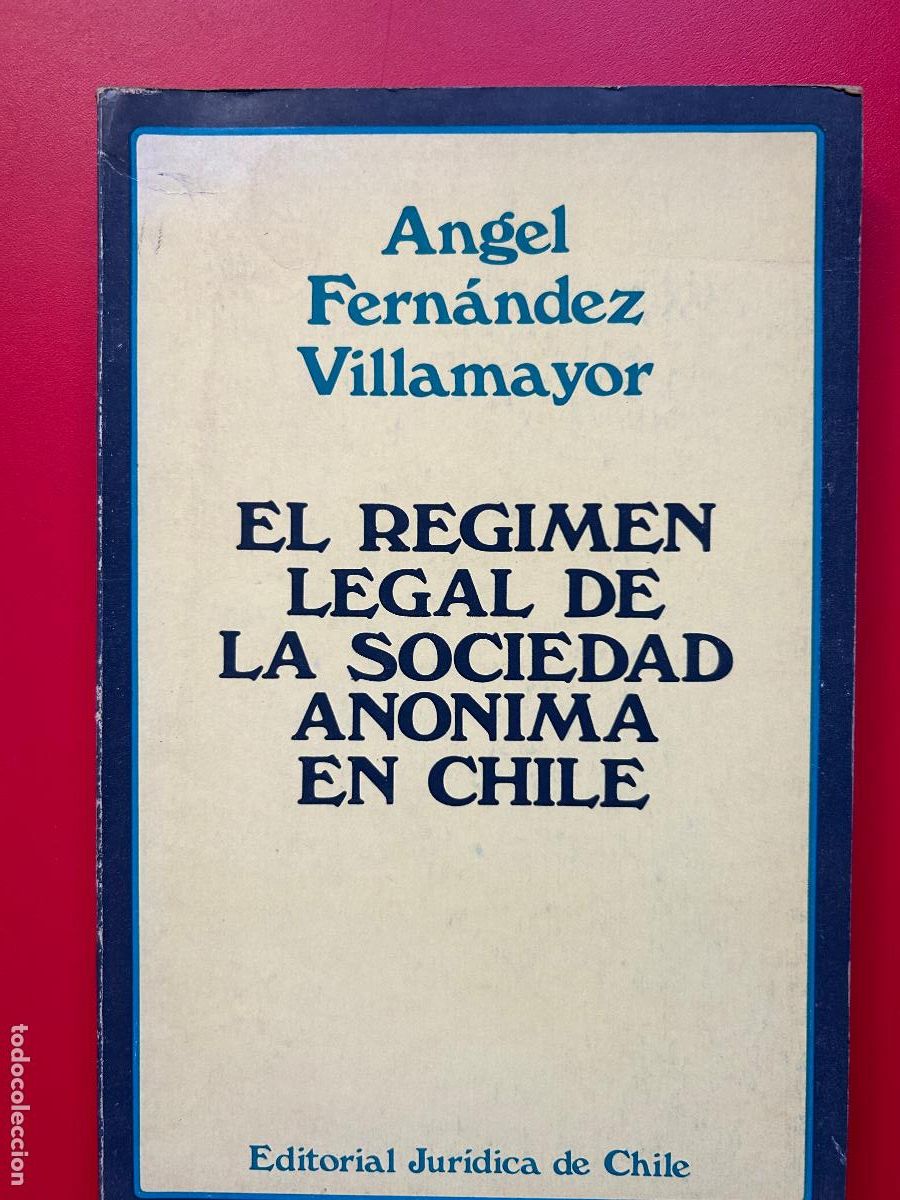 Angel
Fernández
Villamayor
EL REGIMEN
LEGAL DE
LA SOCIEDAD
ANONIMA
EN CHILE
Editorial Jurídica de Chile
todocoleccion